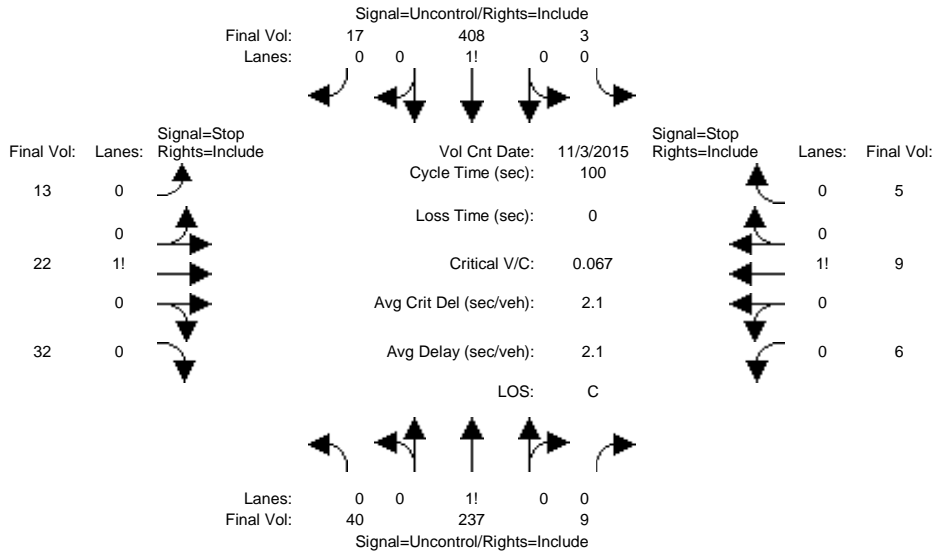 Signal=Uncontrol/Rights=Include
Final Vol: 17 408 3
Lanes: 0 0 1! 0 0
Signal=Stop Signal=Stop
Final Vol: Lanes: Rights=Include Vol Cnt Date: 11/3/2015 Rights=Include Lanes: Final Vol:
Cycle Time (sec): 100
13 0 0 5
Loss Time (sec): 0
0 0
22 1! Critical V/C: 0.067 1! 9
0 Avg Crit Del (sec/veh): 2.1 0
32 0 Avg Delay (sec/veh): 2.1 0 6
LOS: C
Lanes: 0 0 1! 0 0
Final Vol: 40 237 9
Signal=Uncontrol/Rights=Include